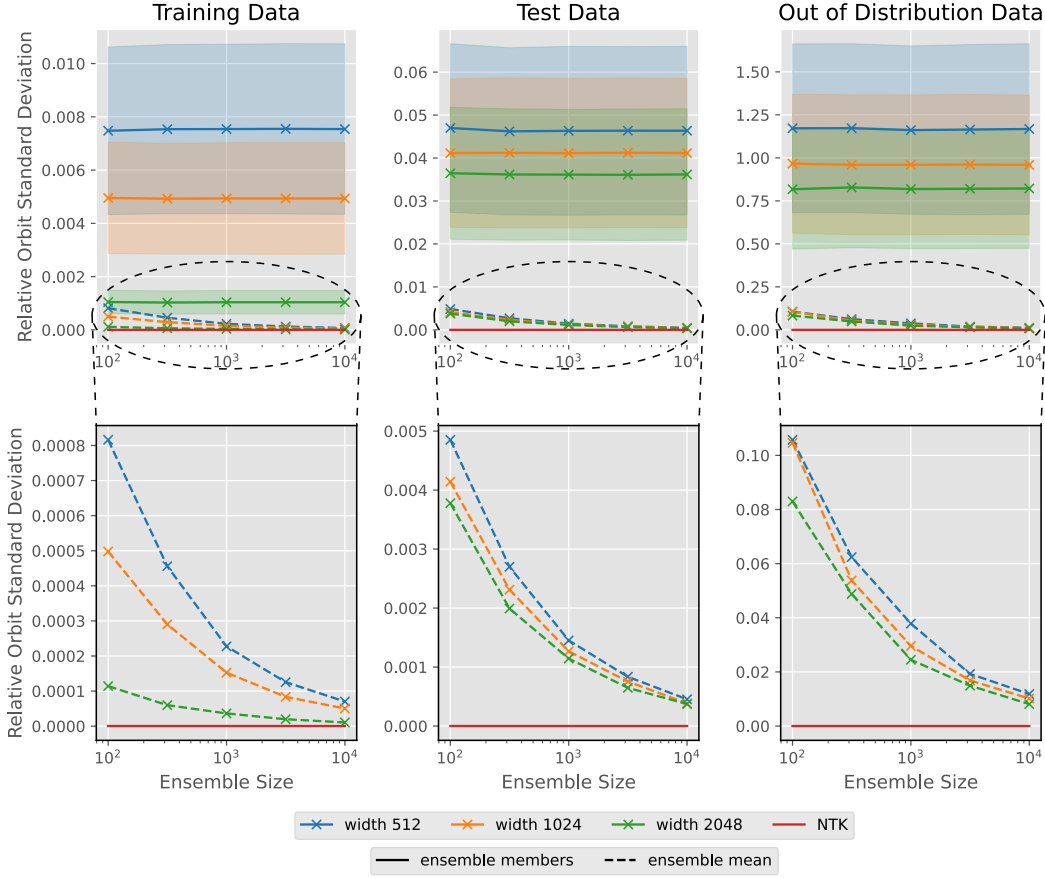 Training Data
Test Data
Out of Distribution Data
Relative Orbit Standard Deviation
0.010
0.008
0.006
0.004
0.002
0.000
10² 10³ 10⁴
0.06
0.05
0.04
0.03
0.02
0.01
0.00
10² 10³ 10⁴
1.50
1.25
1.00
0.75
0.50
0.25
0.00
10² 10³ 10⁴
Relative Orbit Standard Deviation
0.0008
0.0007
0.0006
0.0005
0.0004
0.0003
0.0002
0.0001
0.0000
10² 10³ 10⁴
Ensemble Size
0.005
0.004
0.003
0.002
0.001
0.000
10² 10³ 10⁴
Ensemble Size
0.10
0.08
0.06
0.04
0.02
0.00
10² 10³ 10⁴
Ensemble Size
width 512 width 1024 width 2048 NTK
ensemble members ensemble mean